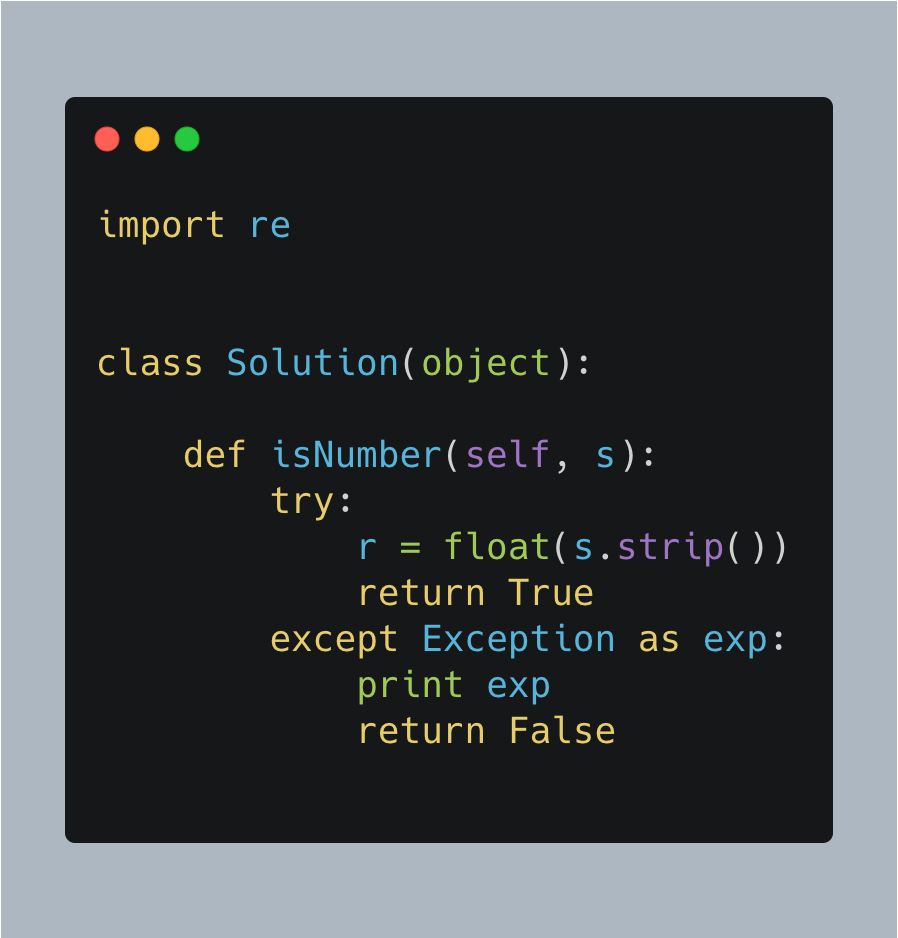 import re
class Solution(object):
    def isNumber(self, s):
        try:
            r = float(s.strip())
            return True
        except Exception as exp:
            print exp
            return False